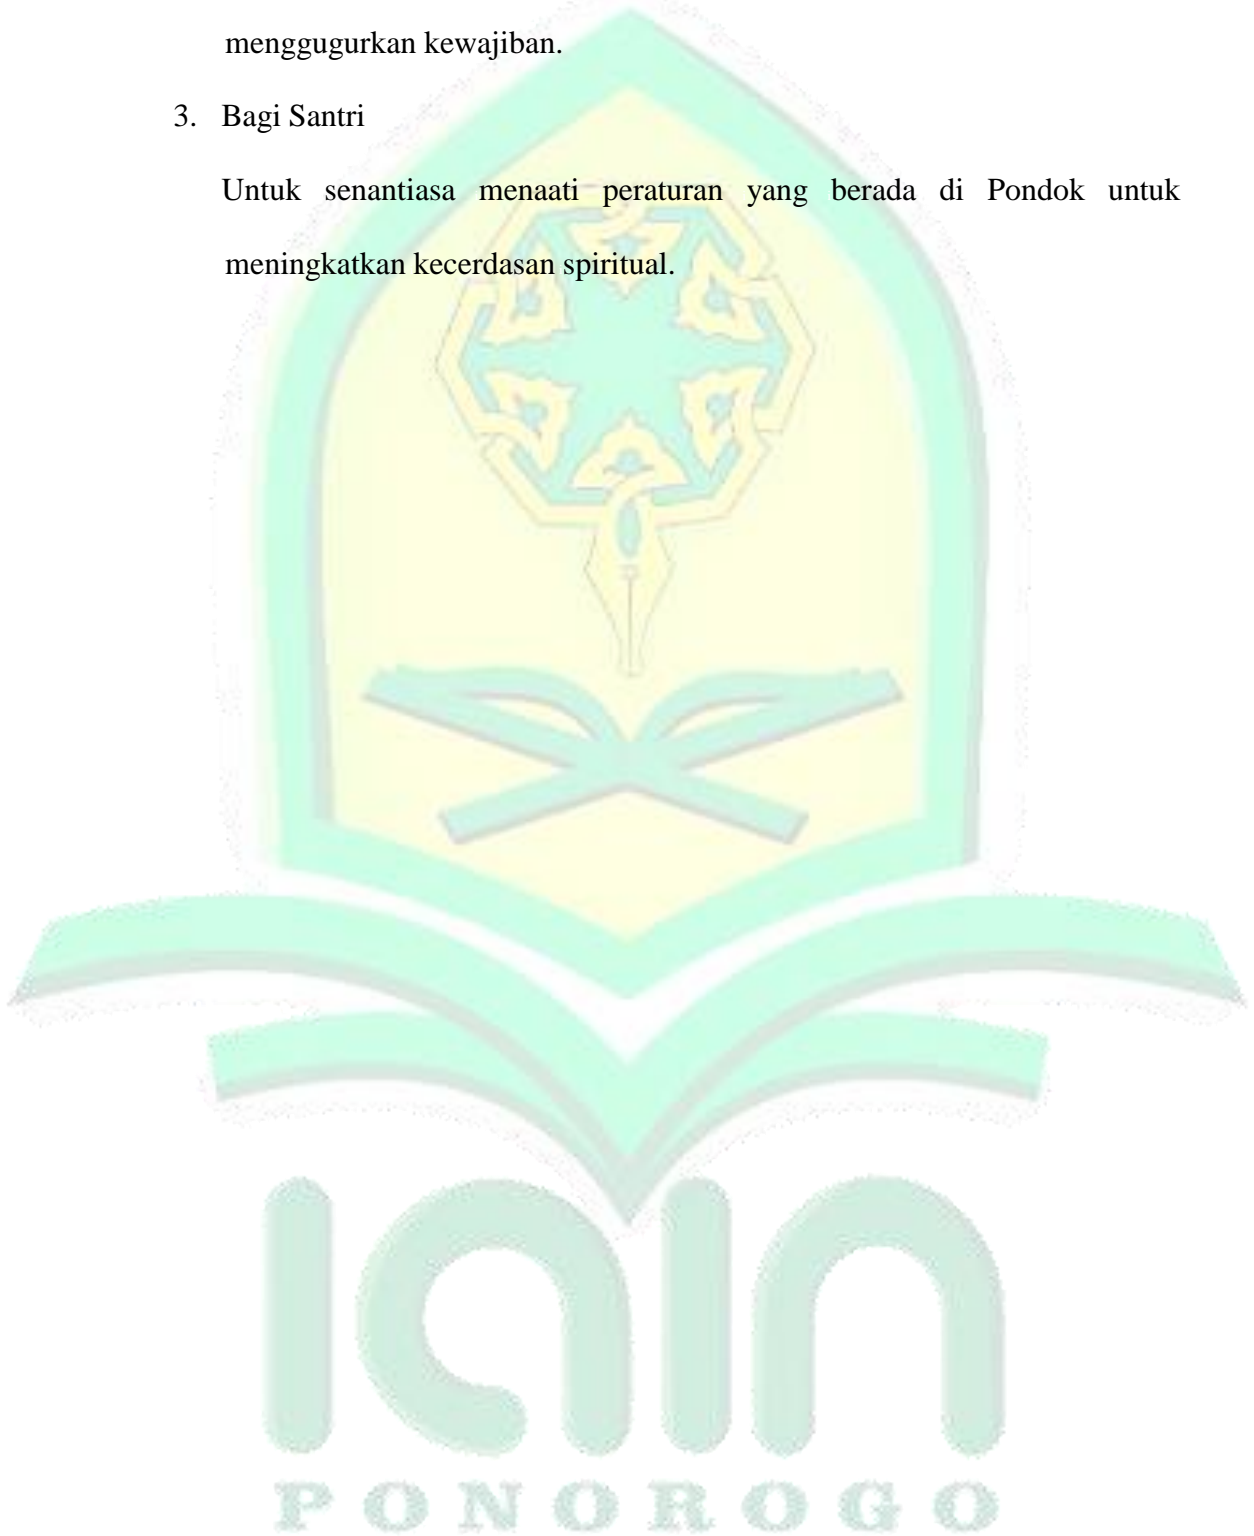 menggugurkan kewajiban.
3. Bagi Santri
Untuk senantiasa menaati peraturan yang berada di Pondok untuk
meningkatkan kecerdasan spiritual.
iain
PONOROGO